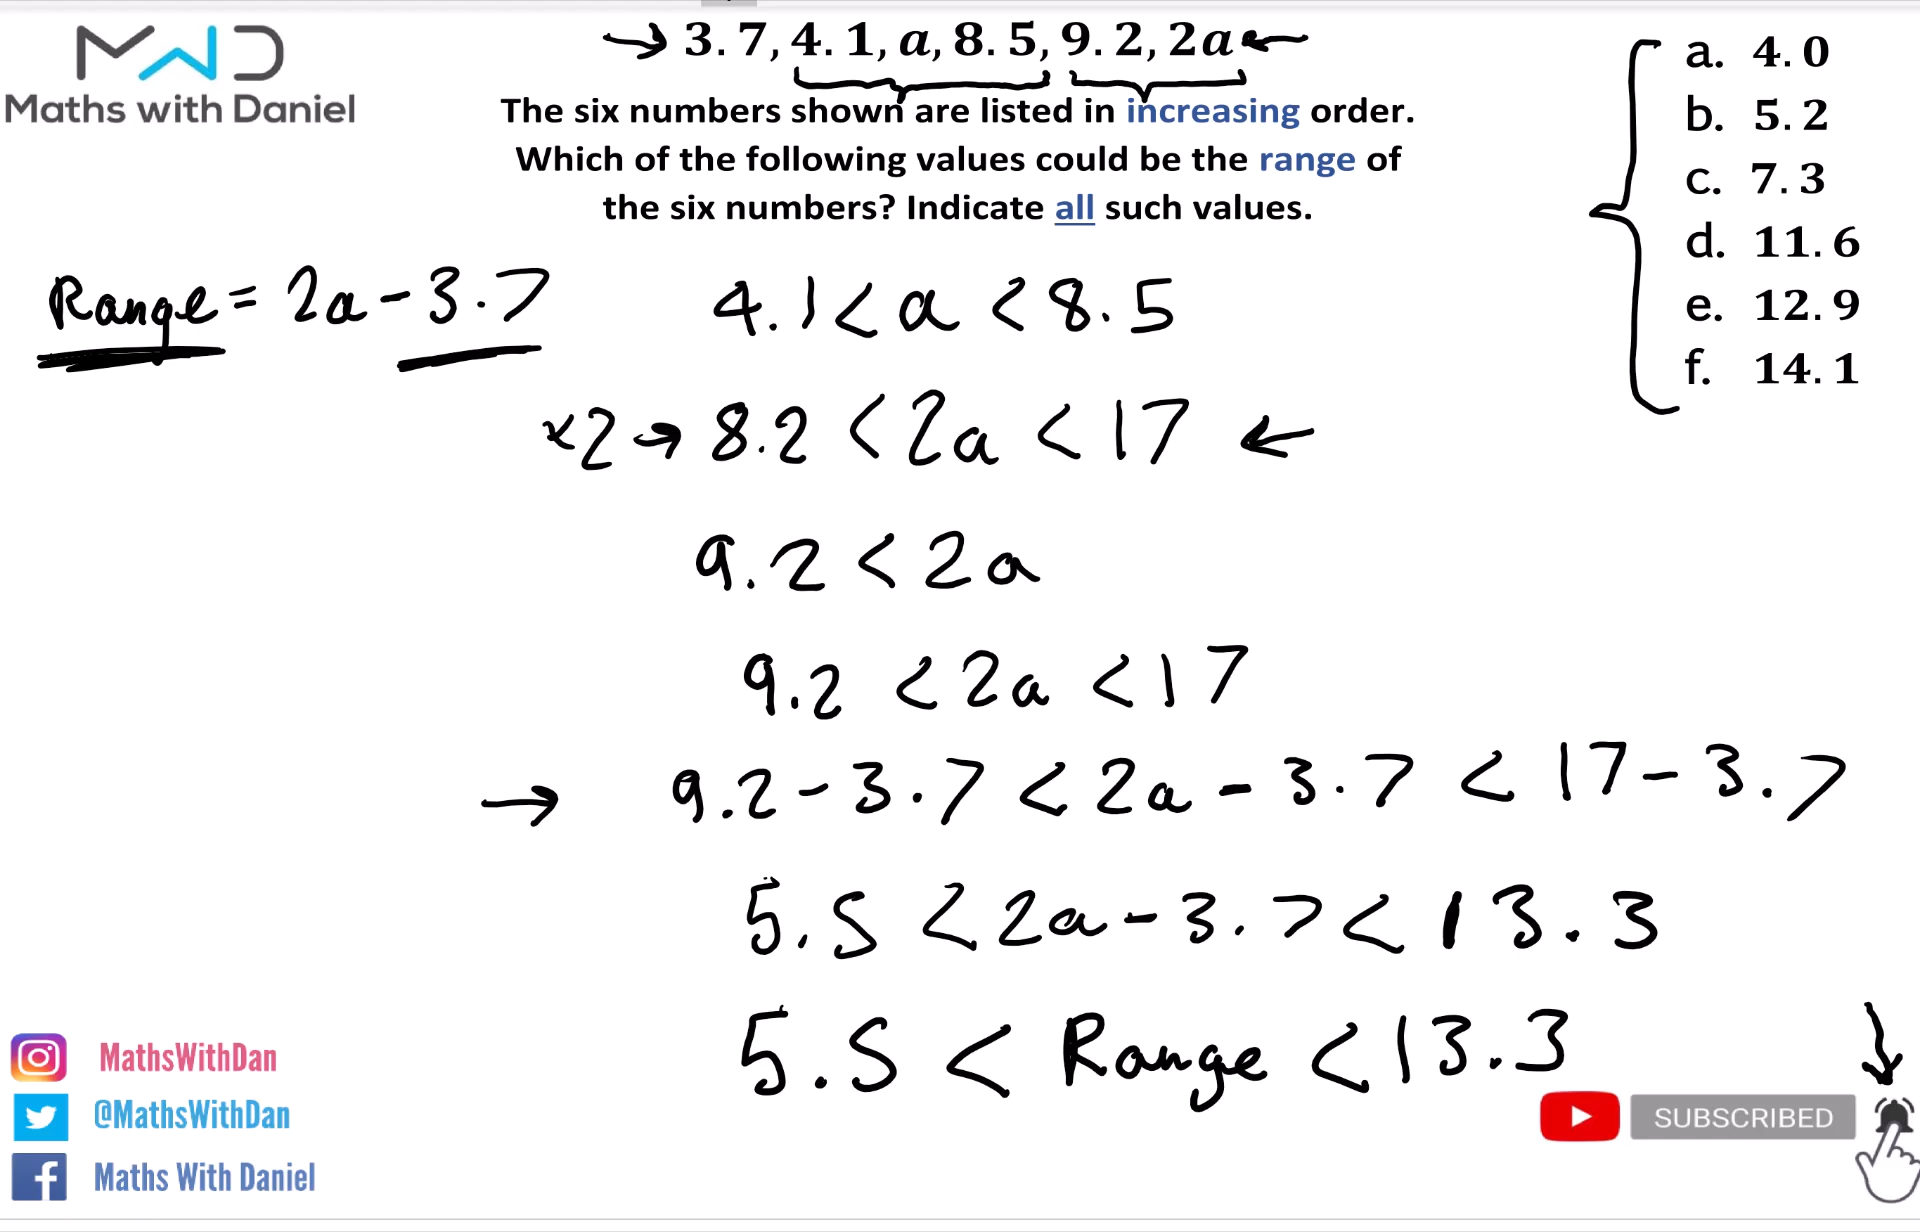 MWD
Maths with Daniel
→ 3.7, 4.1, a, 8.5, 9.2, 2a ←
The six numbers shown are listed in increasing order.
Which of the following values could be the range of
the six numbers? Indicate all such values.
a. 4.0
b. 5.2
c. 7.3
d. 11.6
e. 12.9
f. 14.1
Range = 2a - 3.7
4.1 < a < 8.5
×2 → 8.2 < 2a < 17 ←
9.2 < 2a
9.2 < 2a < 17
→ 9.2 - 3.7 < 2a - 3.7 < 17 - 3.7
5.5 < 2a - 3.7 < 13.3
5.5 < Range < 13.3
MathsWithDan
@MathsWithDan
Maths With Daniel
SUBSCRIBED